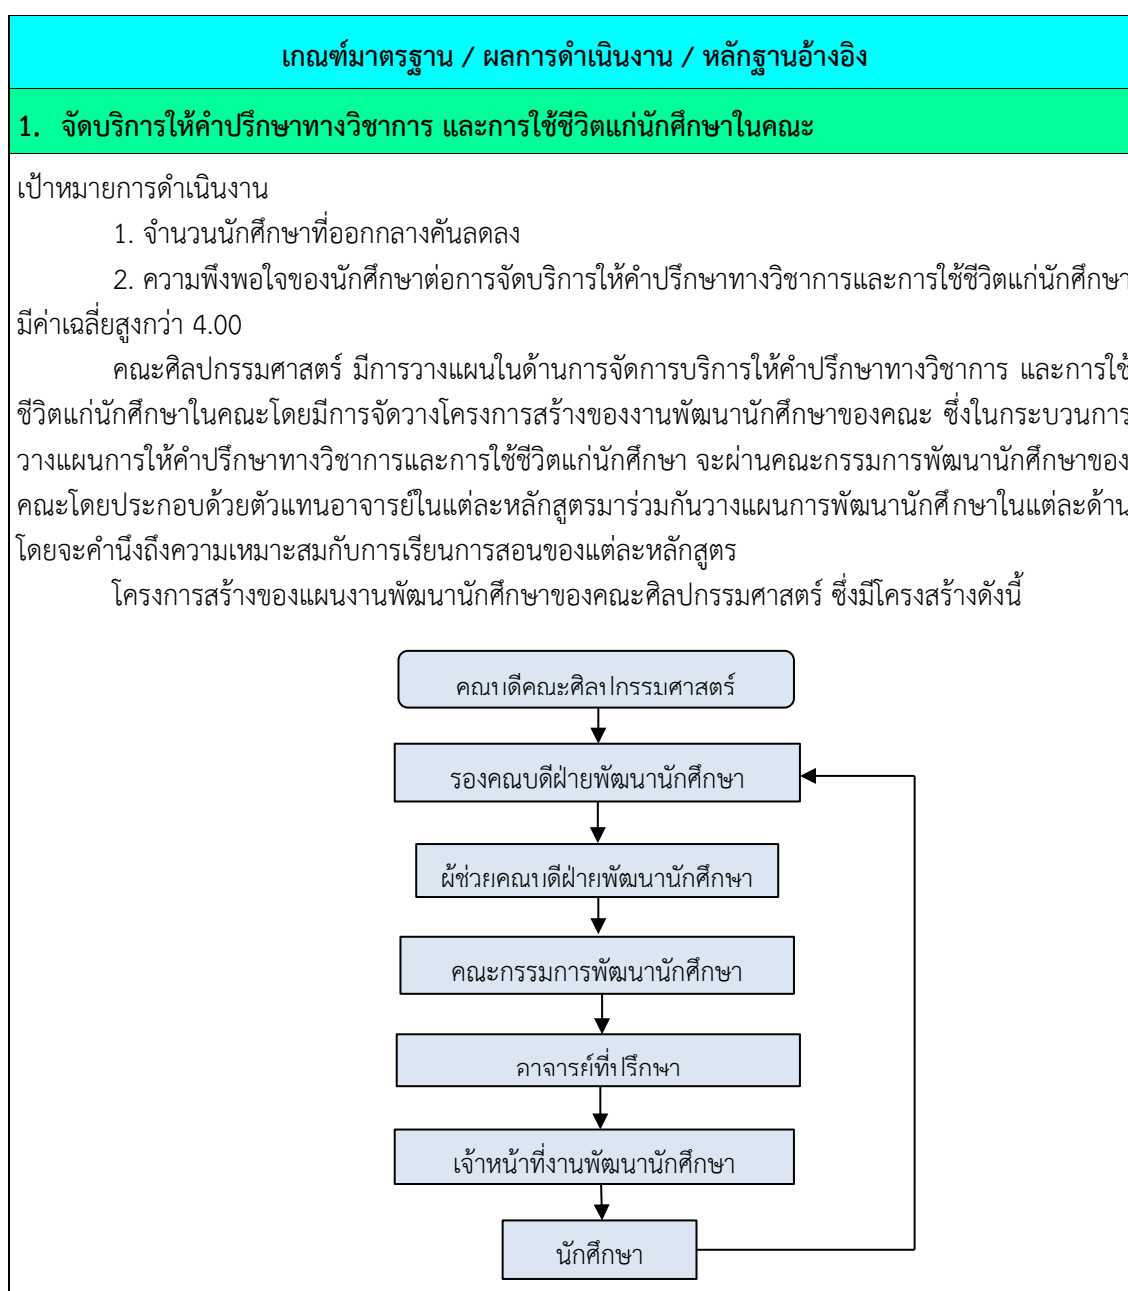 เกณฑ์มาตรฐาน / ผลการดำเนินงาน / หลักฐานอ้างอิง
1. จัดบริการให้คำปรึกษาทางวิชาการ และการใช้ชีวิตแก่นักศึกษาในคณะ
เป้าหมายการดำเนินงาน
1. จำนวนนักศึกษาที่ออกกลางคันลดลง
2. ความพึงพอใจของนักศึกษาต่อการจัดบริการให้คำปรึกษาทางวิชาการและการใช้ชีวิตแก่นักศึกษา
มีค่าเฉลี่ยสูงกว่า 4.00
คณะศิลปกรรมศาสตร์ มีการวางแผนในด้านการจัดการบริการให้คำปรึกษาทางวิชาการ และการใช้
ชีวิตแก่นักศึกษาในคณะโดยมีการจัดวางโครงการสร้างของงานพัฒนานักศึกษาของคณะ ซึ่งในกระบวนการ
วางแผนการให้คำปรึกษาทางวิชาการและการใช้ชีวิตแก่นักศึกษา จะผ่านคณะกรรมการพัฒนานักศึกษาของ
คณะโดยประกอบด้วยตัวแทนอาจารย์ในแต่ละหลักสูตรมาร่วมกันวางแผนการพัฒนานักศึกษาในแต่ละด้าน
โดยจะคำนึงถึงความเหมาะสมกับการเรียนการสอนของแต่ละหลักสูตร
โครงการสร้างของแผนงานพัฒนานักศึกษาของคณะศิลปกรรมศาสตร์ ซึ่งมีโครงสร้างดังนี้
คณบดีคณะศิลปกรรมศาสตร์
รองคณบดีฝ่ายพัฒนานักศึกษา
ผู้ช่วยคณบดีฝ่ายพัฒนานักศึกษา
คณะกรรมการพัฒนานักศึกษา
อาจารย์ที่ปรึกษา
เจ้าหน้าที่งานพัฒนานักศึกษา
นักศึกษา